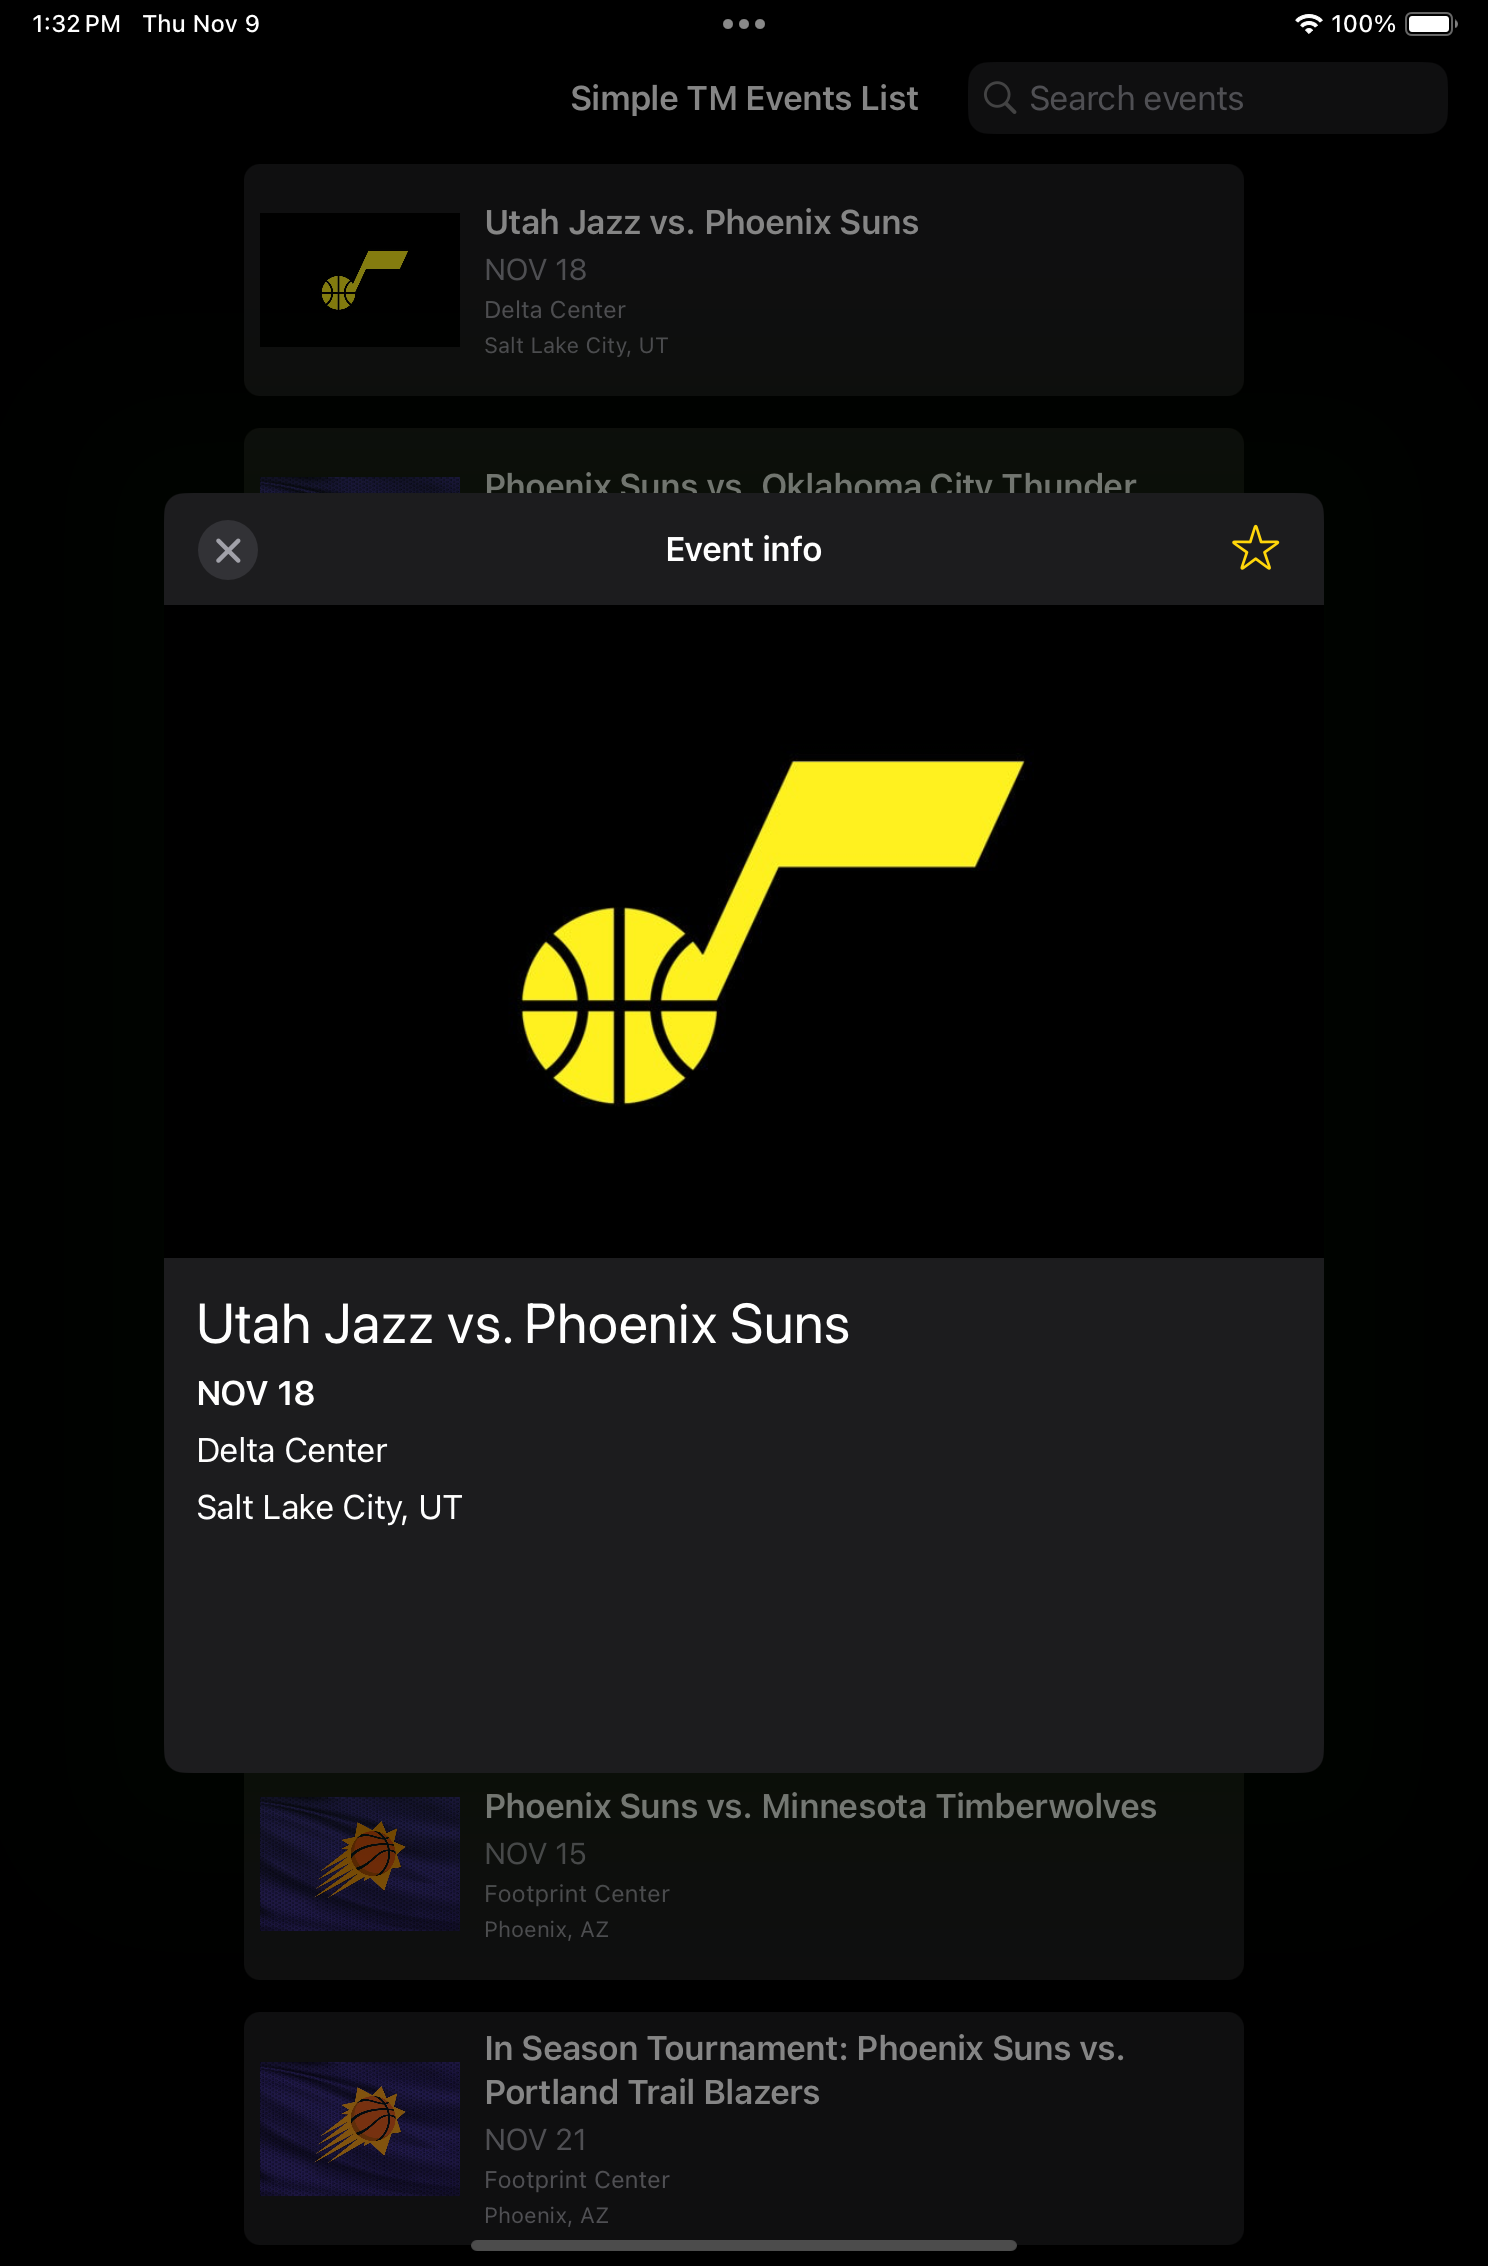 1:32 PM Thu Nov 9
100%
Simple TM Events List
Search events
Utah Jazz vs. Phoenix Suns
NOV 18
Delta Center
Salt Lake City, UT
Phoenix Suns vs. Oklahoma City Thunder
Event info
Utah Jazz vs. Phoenix Suns
NOV 18
Delta Center
Salt Lake City, UT
Phoenix Suns vs. Minnesota Timberwolves
NOV 15
Footprint Center
Phoenix, AZ
In Season Tournament: Phoenix Suns vs.
Portland Trail Blazers
NOV 21
Footprint Center
Phoenix, AZ